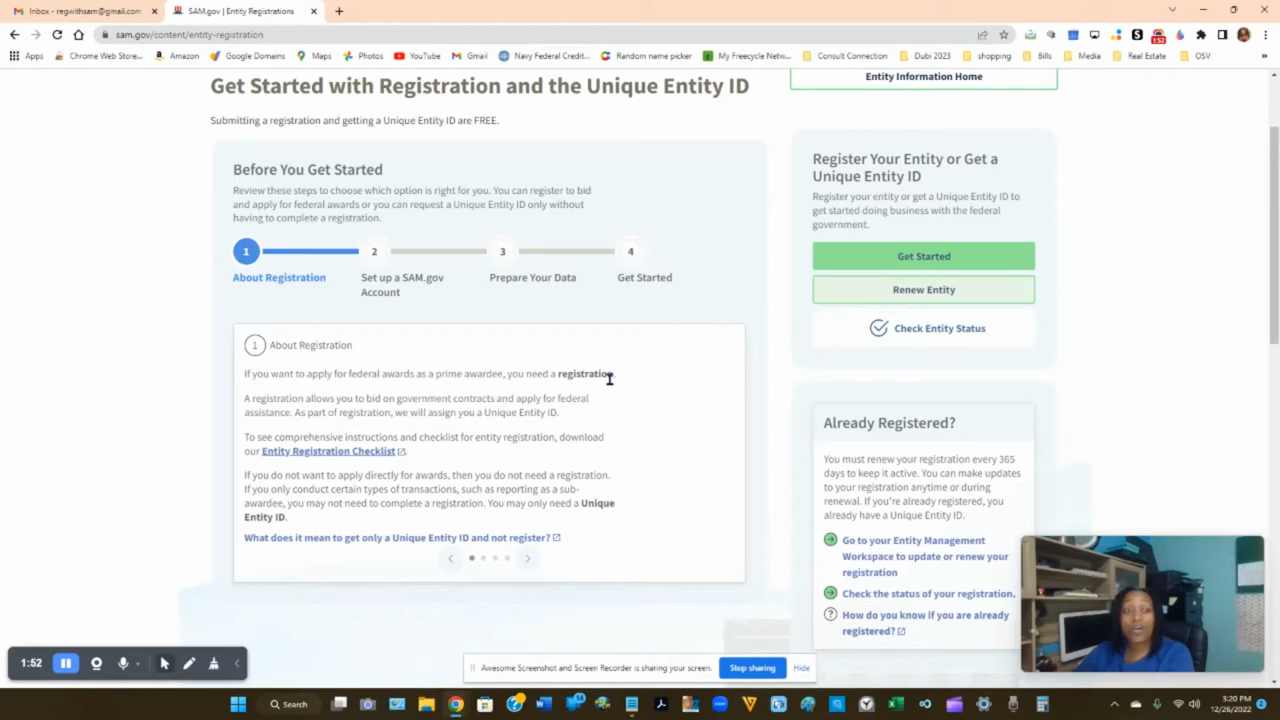 Inbox - regwithsam@gmail.com
SAM.gov | Entity Registrations
sam.gov/content/entity-registration
1:52
Apps
Chrome Web Store...
Amazon
Google Domains
Maps
Photos
YouTube
Gmail
Navy Federal Credit...
Random name picker
My Freecycle Netw...
Consult Connection
Dubi 2023
shopping
Bills
Media
Real Estate
OSV
»
Get Started with Registration and the Unique Entity ID
Submitting a registration and getting a Unique Entity ID are FREE.
Before You Get Started
Review these steps to choose which option is right for you. You can register to bid
and apply for federal awards or you can request a Unique Entity ID only without
having to complete a registration.
1
2
3
4
About Registration
Set up a SAM.gov
Account
Prepare Your Data
Get Started
1 About Registration
If you want to apply for federal awards as a prime awardee, you need a registration.
A registration allows you to bid on government contracts and apply for federal
assistance. As part of registration, we will assign you a Unique Entity ID.
To see comprehensive instructions and checklist for entity registration, download
our Entity Registration Checklist
If you do not want to apply directly for awards, then you do not need a registration.
If you only conduct certain types of transactions, such as reporting as a sub-
awardee, you may not need to complete a registration. You may only need a Unique
Entity ID.
What does it mean to get only a Unique Entity ID and not register?
Entity Information Home
Register Your Entity or Get a
Unique Entity ID
Register your entity or get a Unique Entity ID to
get started doing business with the federal
government.
Get Started
Renew Entity
Check Entity Status
Already Registered?
You must renew your registration every 365
days to keep it active. You can make updates
to your registration anytime or during
renewal. If you're already registered, you
already have a Unique Entity ID.
Go to your Entity Management
Workspace to update or renew your
registration
Check the status of your registration.
How do you know if you are already
registered?
1:52
Awesome Screenshot and Screen Recorder is sharing your screen.
Stop sharing
Hide
Search
3:20 PM
12/26/2022